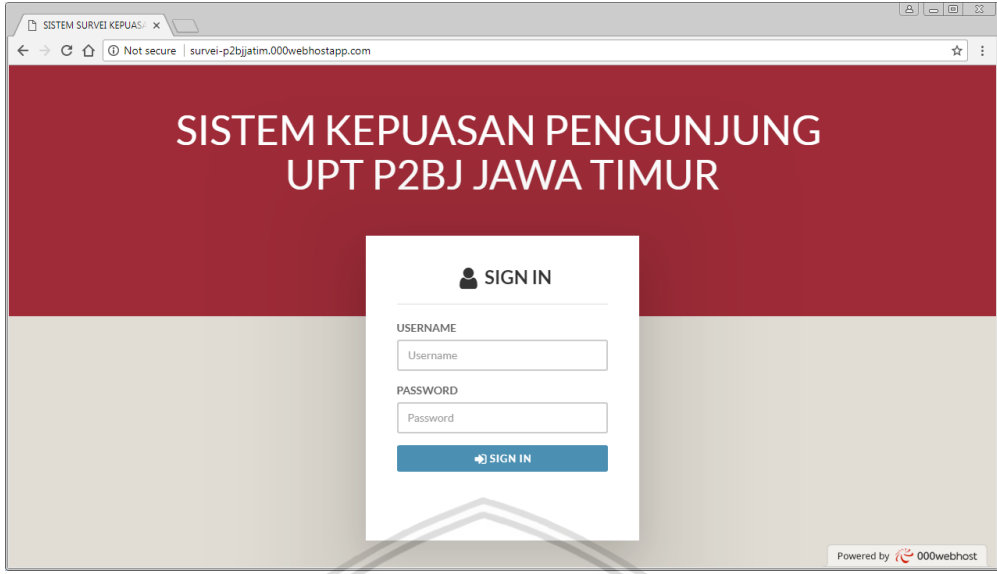 SISTEM SURVEI KEPUASA
Not secure survei-p2bjjatim.000webhostapp.com
SISTEM KEPUASAN PENGUNJUNG
UPT P2BJ JAWA TIMUR
SIGN IN
USERNAME
Username
PASSWORD
Password
SIGN IN
Powered by 000webhost